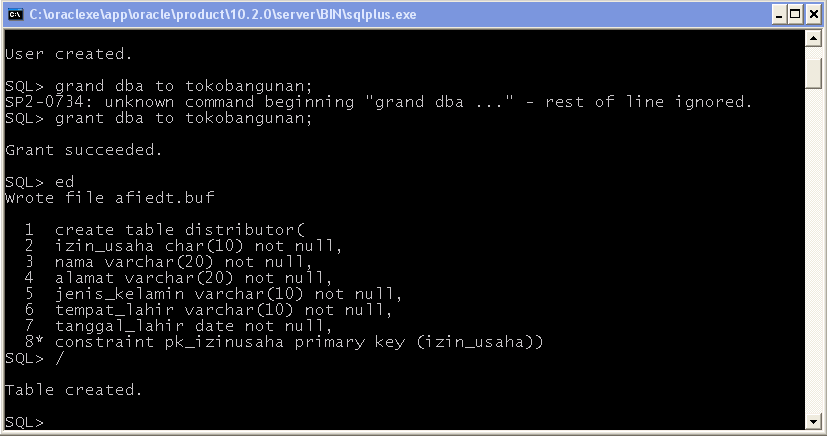 C:\oraclexe\app\oracle\product\10.2.0\server\BIN\sqlplus.exe
User created.
SQL> grand dba to tokobangunan;
SP2-0734: unknown command beginning "grand dba ..." - rest of line ignored.
SQL> grant dba to tokobangunan;
Grant succeeded.
SQL> ed
Wrote file afiedt.buf
  1  create table distributor(
  2  izin_usaha char(10) not null,
  3  nama varchar(20) not null,
  4  alamat varchar(20) not null,
  5  jenis_kelamin varchar(10) not null,
  6  tempat_lahir varchar(10) not null,
  7  tanggal_lahir date not null,
  8* constraint pk_izinusaha primary key (izin_usaha))
SQL> /
Table created.
SQL>